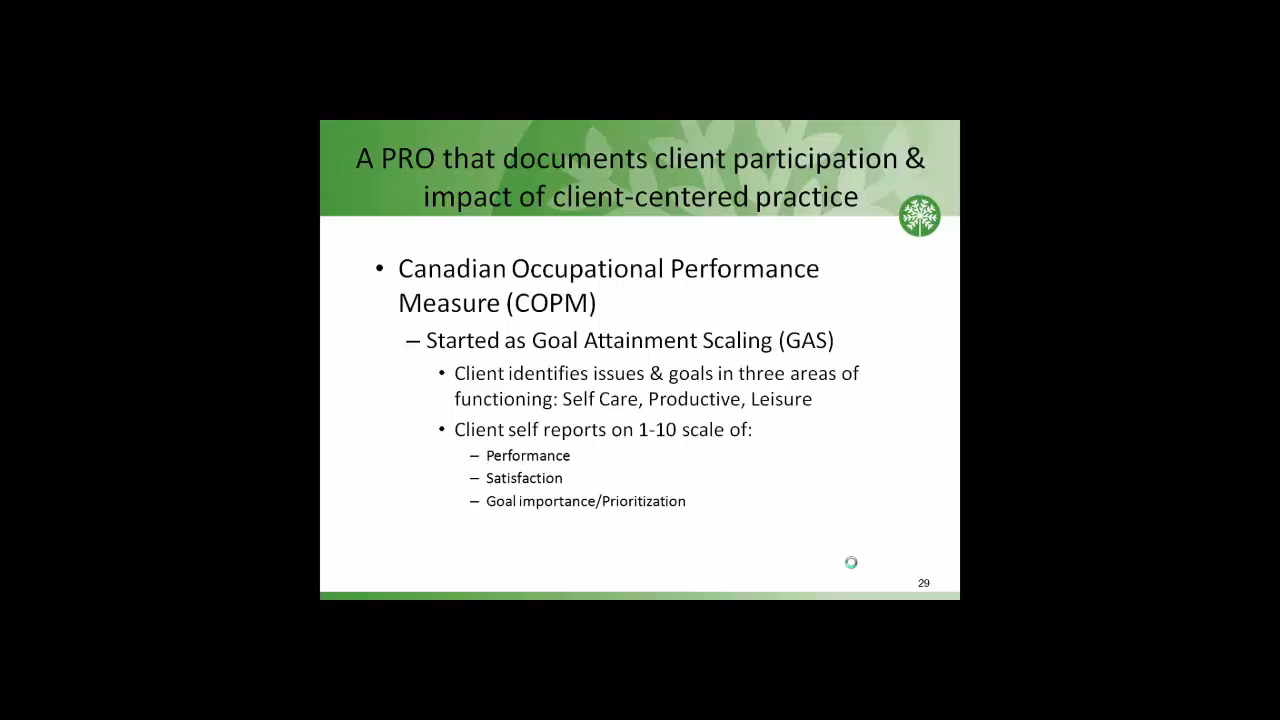 A PRO that documents client participation &
impact of client-centered practice
• Canadian Occupational Performance
Measure (COPM)
– Started as Goal Attainment Scaling (GAS)
• Client identifies issues & goals in three areas of
functioning: Self Care, Productive, Leisure
• Client self reports on 1-10 scale of:
– Performance
– Satisfaction
– Goal importance/Prioritization
29